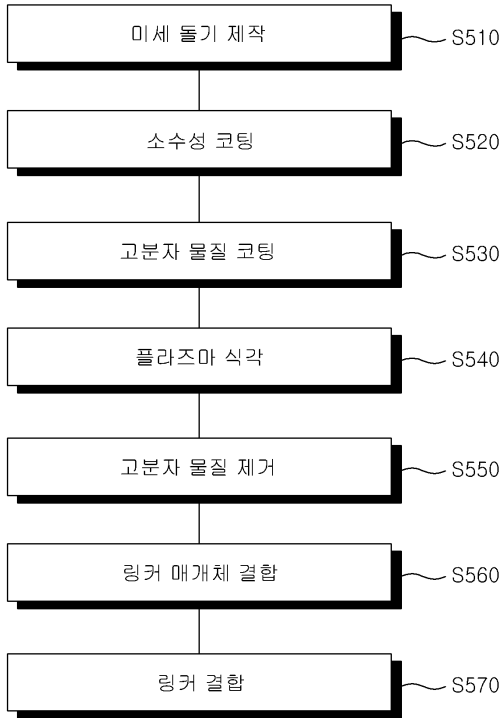 미세 돌기 제작 S510
소수성 코팅 S520
고분자 물질 코팅 S530
플라즈마 식각 S540
고분자 물질 제거 S550
링커 매개체 결합 S560
링커 결합 S570